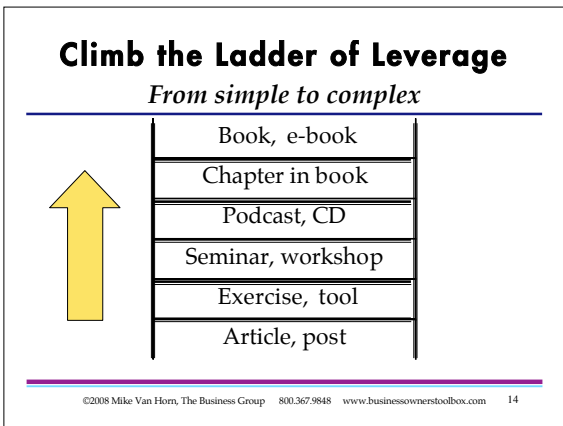 Climb the Ladder of Leverage
From simple to complex
Book, e-book
Chapter in book
Podcast, CD
Seminar, workshop
Exercise, tool
Article, post
©2008 Mike Van Horn, The Business Group 800.367.9848 www.businessownerstoolbox.com 14